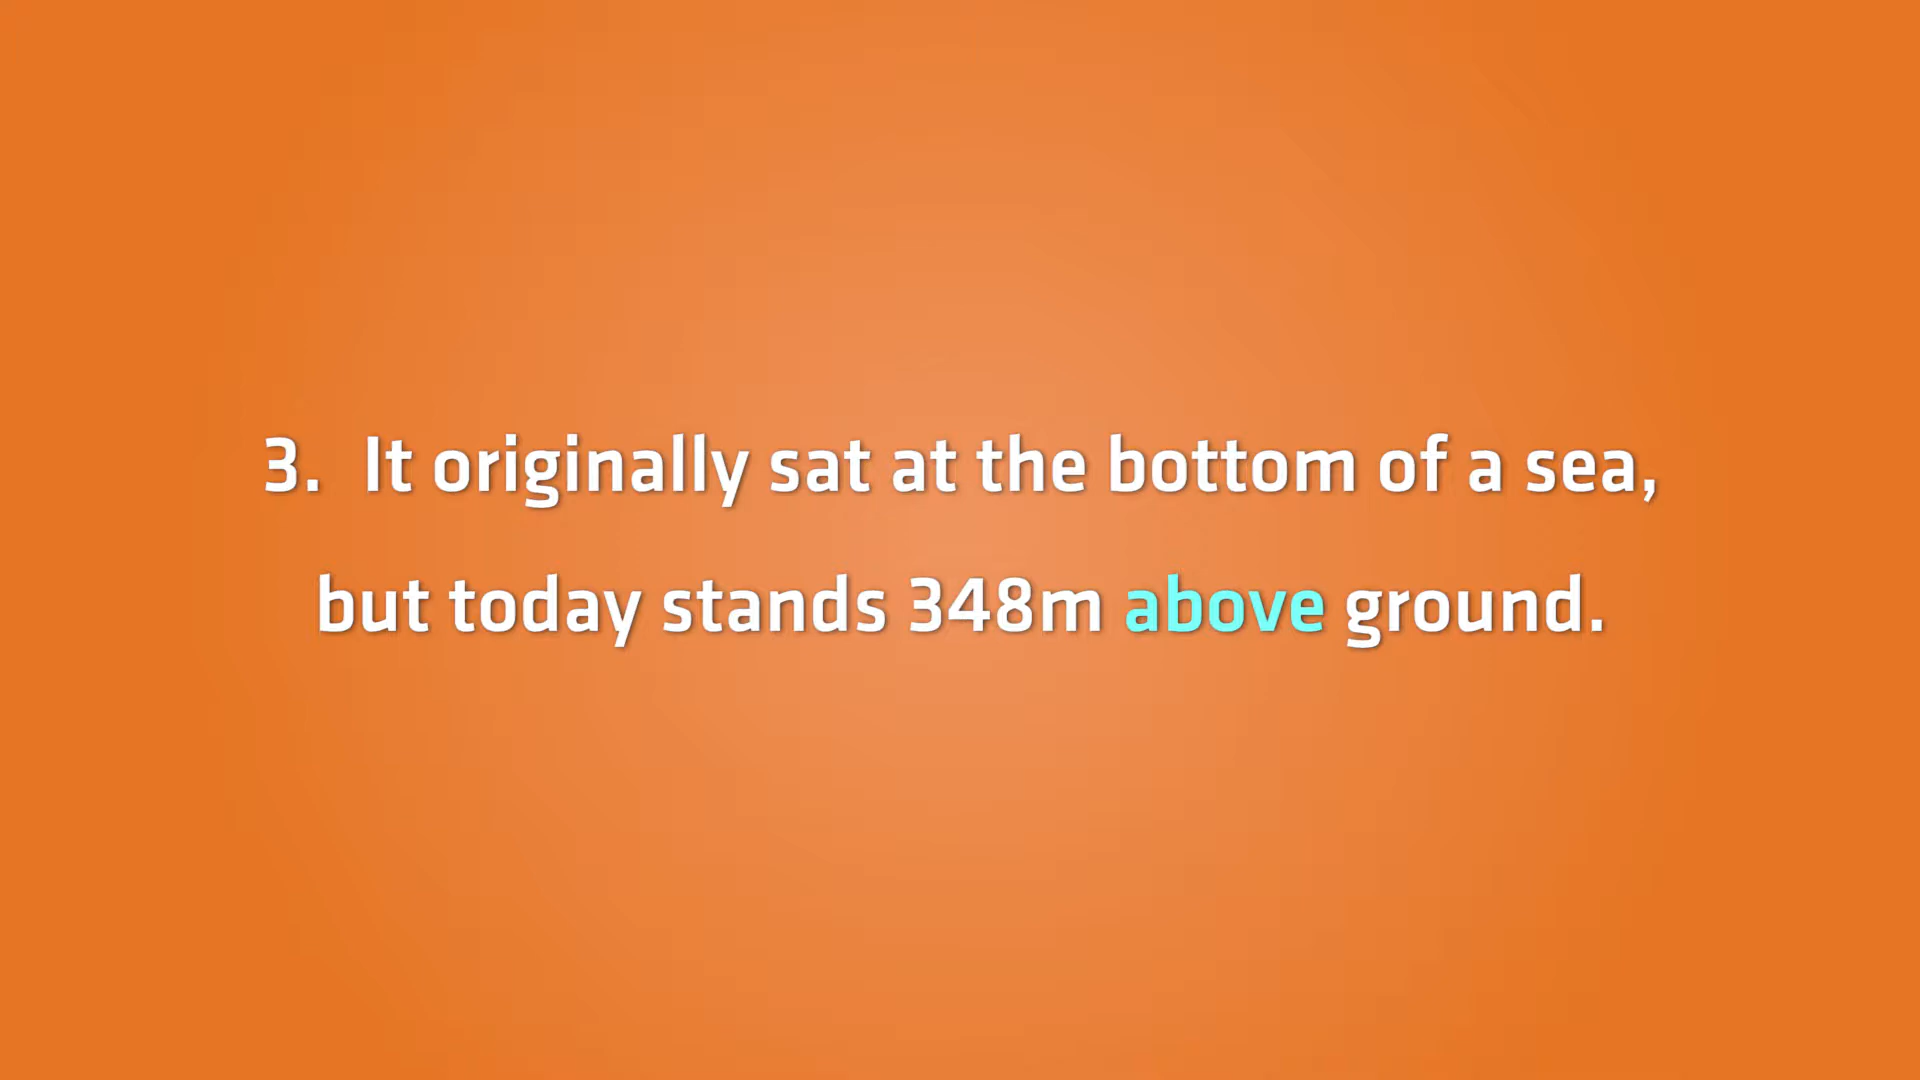 3. It originally sat at the bottom of a sea,
but today stands 348m above ground.